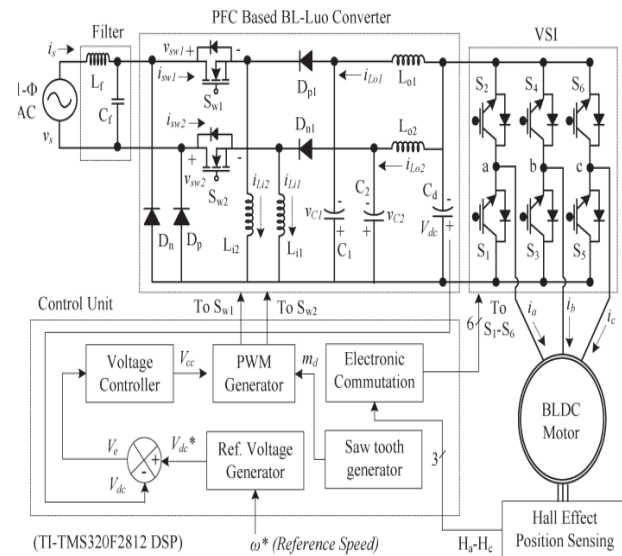 PFC Based BL-Luo Converter
Filter
VSI
i_s
L_f
C_f
1-Φ
AC
v_s
v_sw1 + -
i_sw1
S_w1
D_p1
i_Lo1
L_o1
S_2
S_4
S_6
i_sw2
D_n1
L_o2
+ -
v_sw2
S_w2
i_Lo2
a
b
c
i_Li2
i_Li1
C_2
C_d
v_C1
v_C2
V_dc
- +
- +
- +
D_n
D_p
L_i2
L_i1
C_1
S_1
S_3
S_5
Control Unit
To S_w1
To S_w2
6
To
S_1-S_6
i_a
i_b
i_c
Voltage
Controller
V_cc
PWM
Generator
m_d
Electronic
Commutation
BLDC
Motor
V_e
+
-
V_dc*
V_dc
Ref. Voltage
Generator
Saw tooth
generator
3
Hall Effect
Position Sensing
(TI-TMS320F2812 DSP)
ω* (Reference Speed)
H_a-H_c